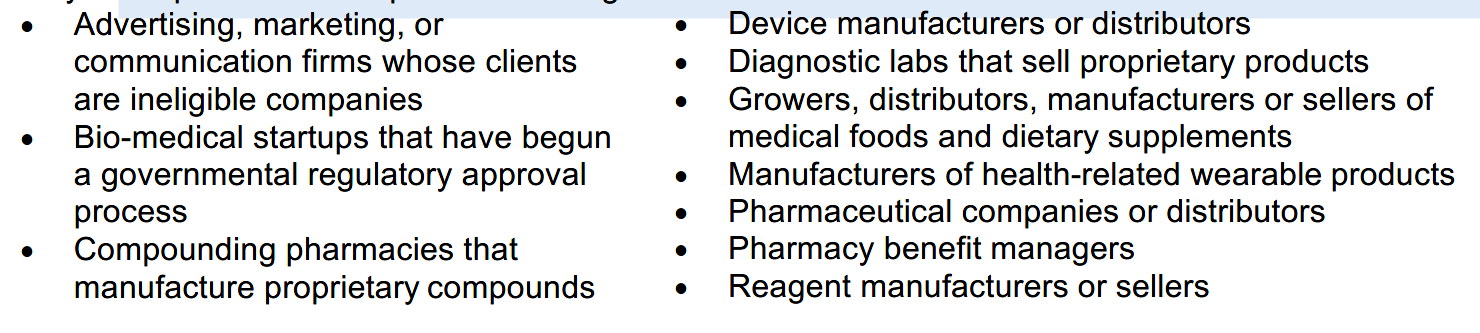 • Advertising, marketing, or
communication firms whose clients
are ineligible companies
• Bio-medical startups that have begun
a governmental regulatory approval
process
• Compounding pharmacies that
manufacture proprietary compounds
• Device manufacturers or distributors
• Diagnostic labs that sell proprietary products
• Growers, distributors, manufacturers or sellers of
medical foods and dietary supplements
• Manufacturers of health-related wearable products
• Pharmaceutical companies or distributors
• Pharmacy benefit managers
• Reagent manufacturers or sellers